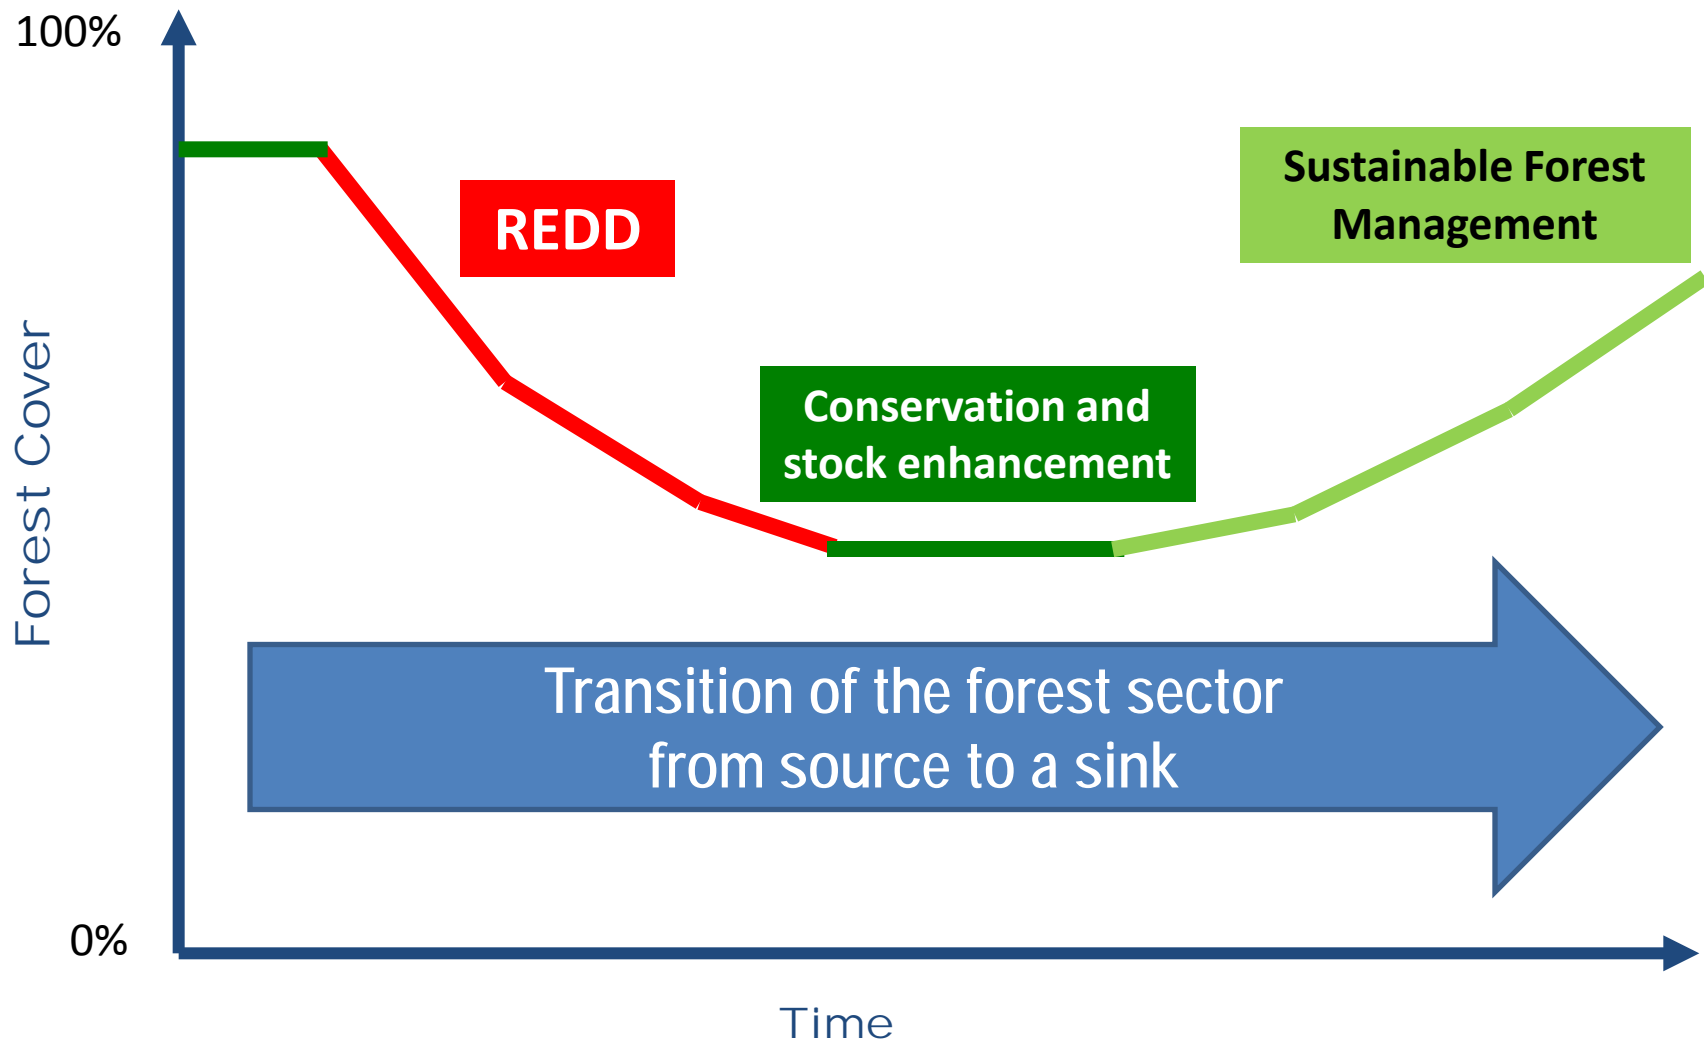 100%
REDD
Sustainable Forest
Management
Conservation and
stock enhancement
Forest Cover
Transition of the forest sector
from source to a sink
0%
Time